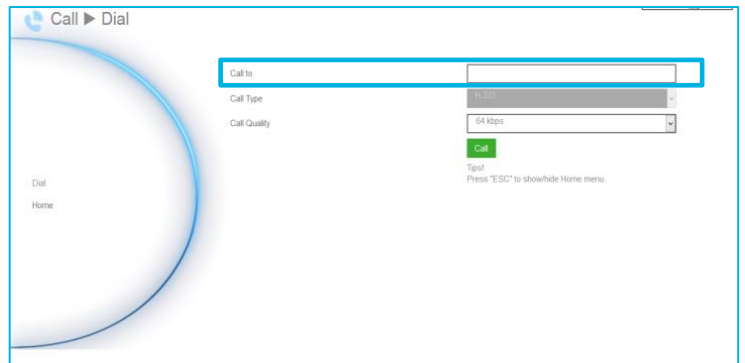 Call ▶ Dial
Call to
Call Type H.323
Call Quality 64 kbps
Call
Tips!
Press "ESC" to show/hide Home menu.
Dial
Home